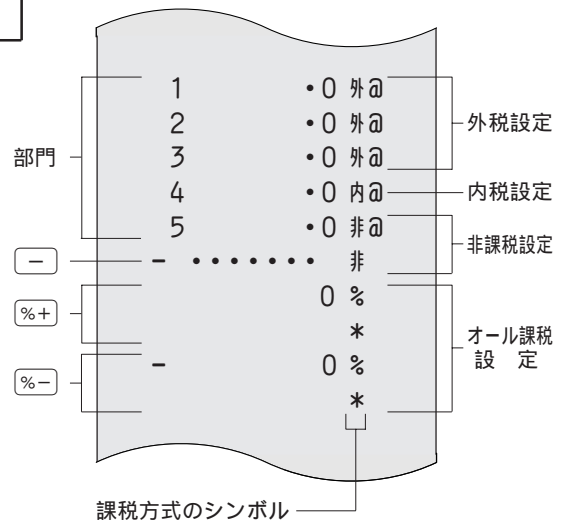 1 •0 外@
2 •0 外@
3 •0 外@
4 •0 内@
5 •0 非@
- ••••••• 非
0 %
*
- 0 %
*
部門
-
%+
%-
外税設定
内税設定
非課税設定
オール課税
設 定
課税方式のシンボル